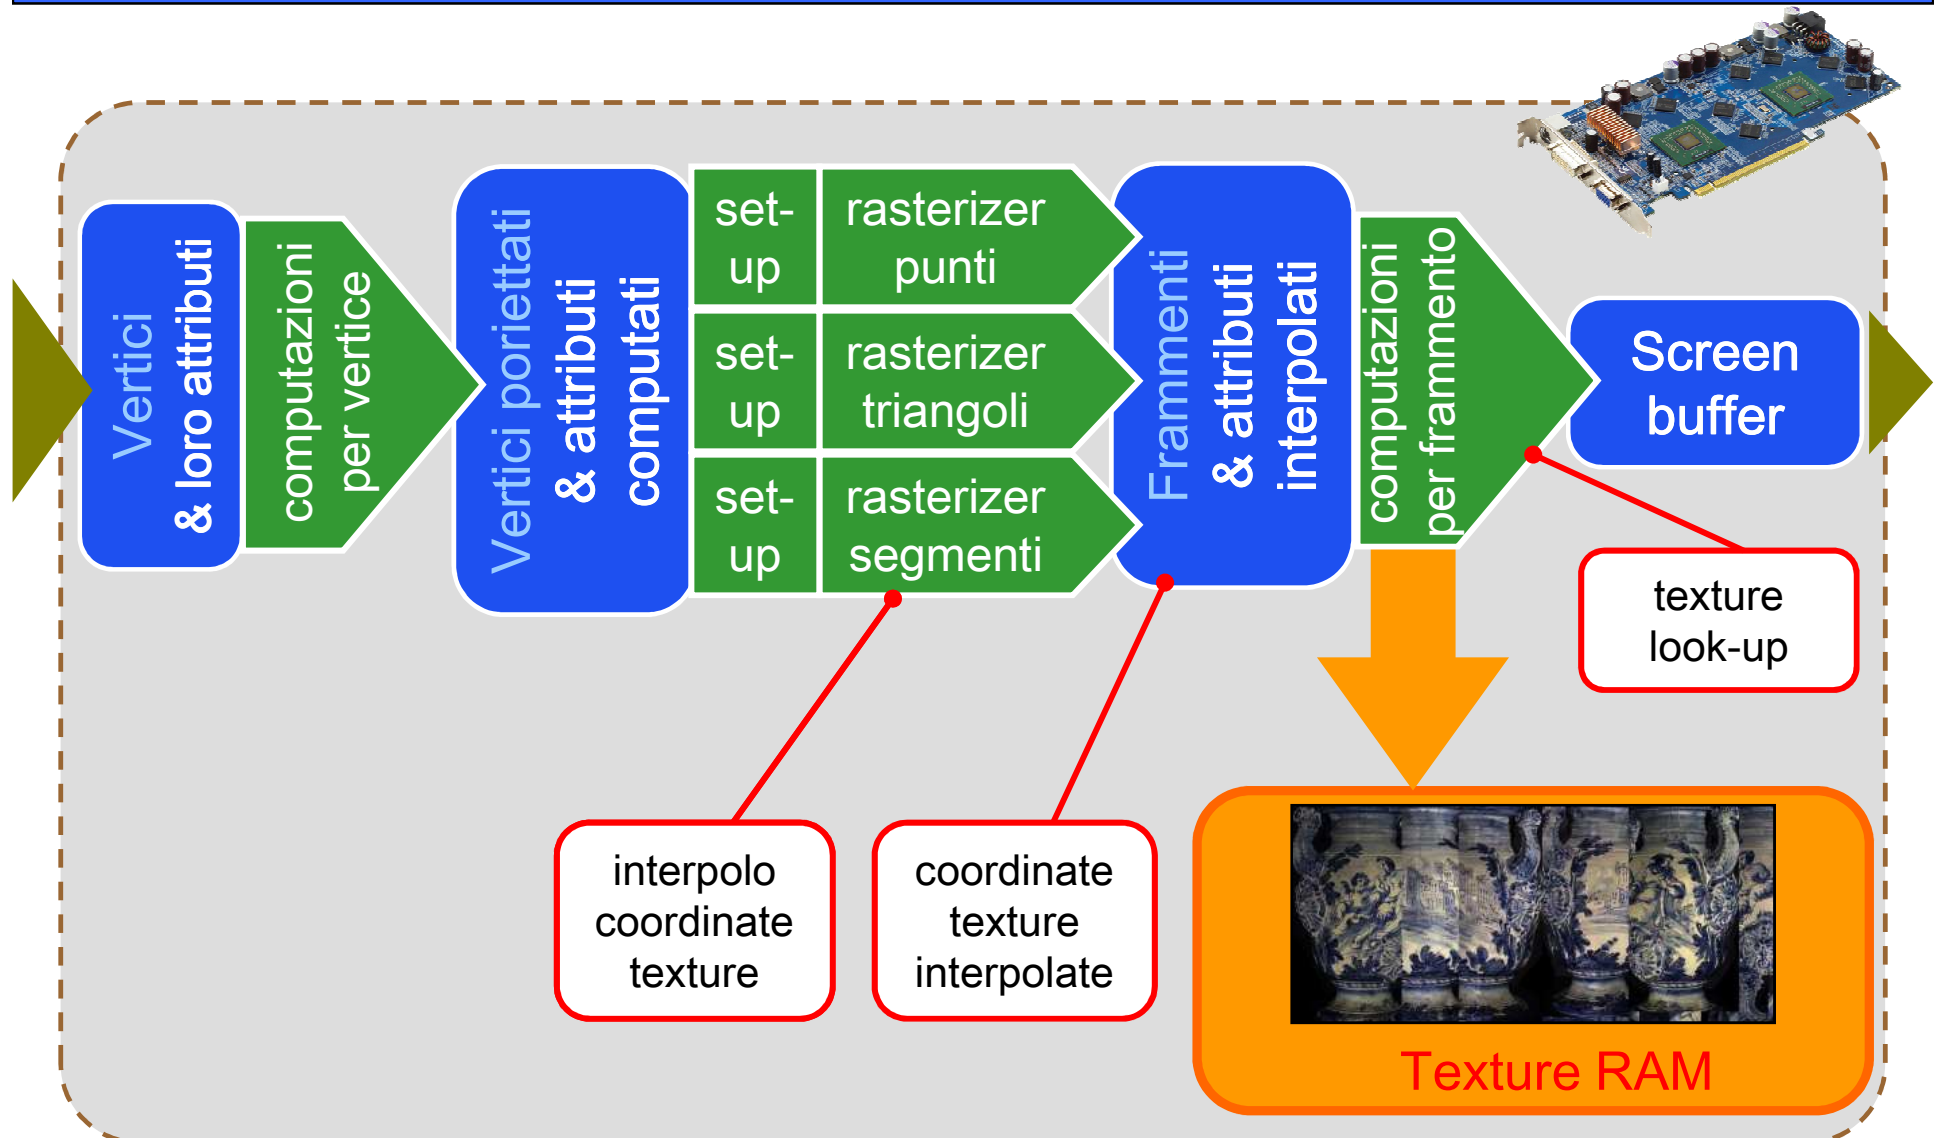 Vertici
& loro attributi
computazioni
per vertice
Vertici poriettati
& attributi
computati
set-
up
rasterizer
punti
set-
up
rasterizer
triangoli
set-
up
rasterizer
segmenti
Frammenti
& attributi
interpolati
computazioni
per frammento
Screen
buffer
texture
look-up
interpolo
coordinate
texture
coordinate
texture
interpolate
Texture RAM